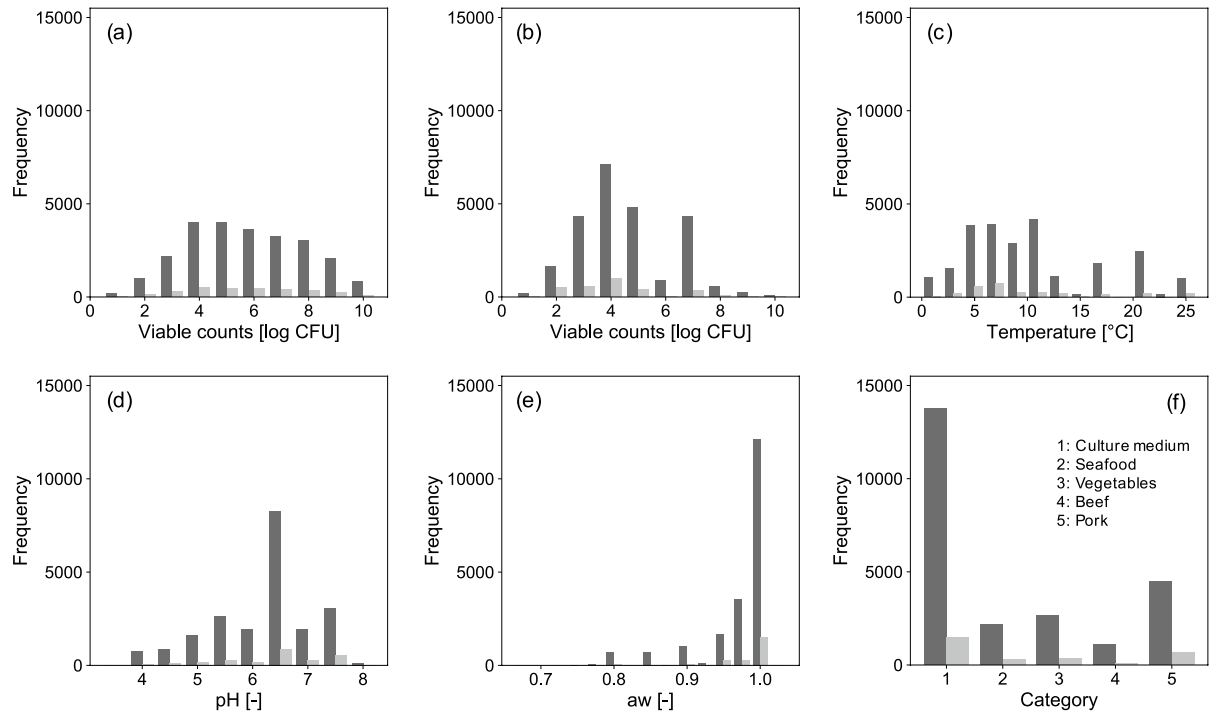 (a)
15000
10000
5000
0
Frequency
0 2 4 6 8 10
Viable counts [log CFU]
(b)
15000
10000
5000
0
Frequency
0 2 4 6 8 10
Viable counts [log CFU]
(c)
15000
10000
5000
0
Frequency
0 5 10 15 20 25
Temperature [°C]
(d)
15000
10000
5000
0
Frequency
4 5 6 7 8
pH [-]
(e)
15000
10000
5000
0
Frequency
0.7 0.8 0.9 1.0
aw [-]
(f)
15000
10000
5000
0
Frequency
1: Culture medium
2: Seafood
3: Vegetables
4: Beef
5: Pork
1 2 3 4 5
Category